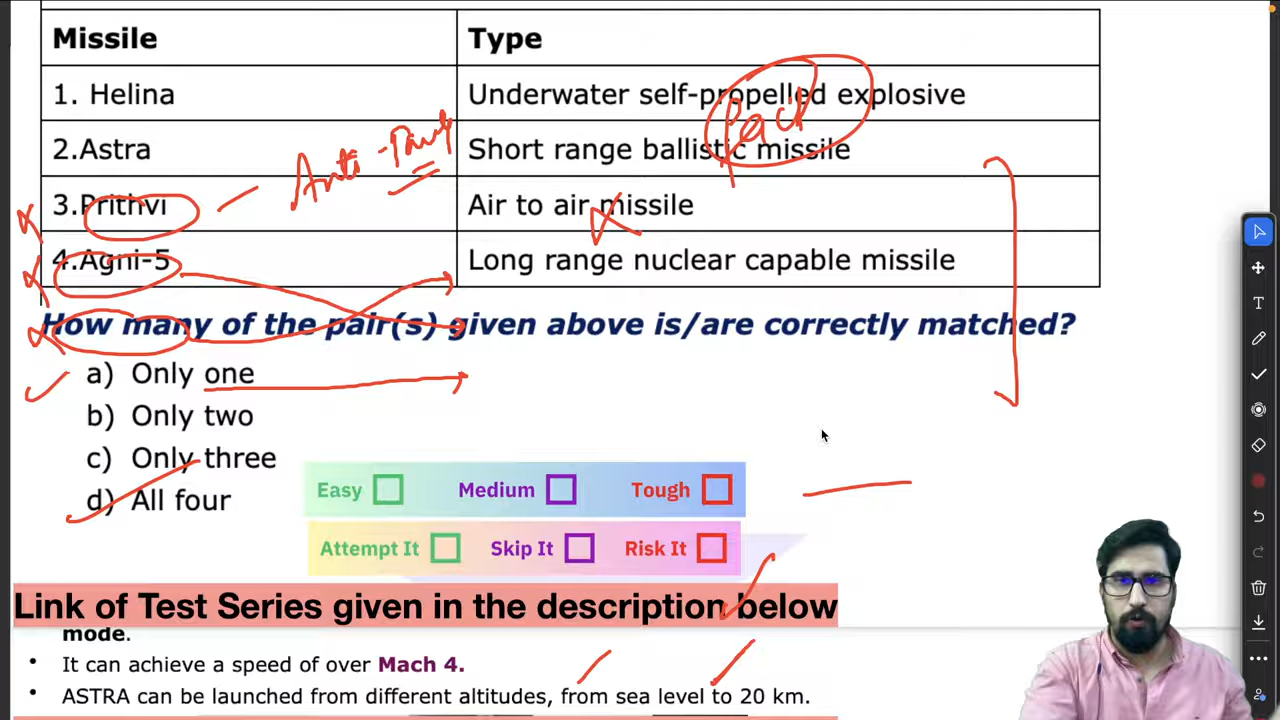 Missile Type
1. Helina Underwater self-propelled explosive
2.Astra Short range ballistic missile
3.Prithvi Air to air missile
4.Agni-5 Long range nuclear capable missile
Anti
How many of the pair(s) given above is/are correctly matched?
a) Only one
b) Only two
c) Only three
d) All four
Easy Medium Tough
Attempt It Skip It Risk It
Link of Test Series given in the description below
mode.
• It can achieve a speed of over Mach 4.
• ASTRA can be launched from different altitudes, from sea level to 20 km.
T